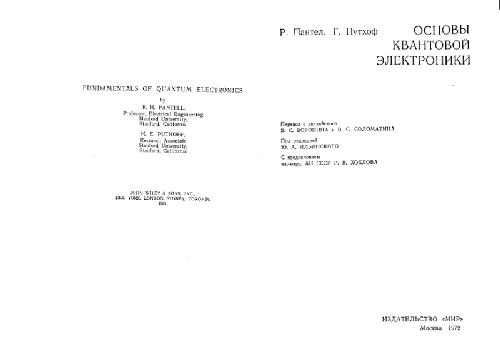 FUNDAMENTALS OF QUANTUM ELECTRONICS
by
R. H. PANTELL
Professor, Electrical Engineering
Stanford University,
Stanford, California
H. E. PUTHOFF
Research Associate
Stanford University,
Stanford, California
JOHN WILEY & SONS, INC.,
NEW YORK, LONDON, SYDNEY, TORONTO
Р. Пантел, Г. Путхоф
ОСНОВЫ
КВАНТОВОЙ
ЭЛЕКТРОНИКИ
Перевод с английского
В. С. ВОРОНИНА и В. С. СОЛОМАТИНА
Под редакцией
Ю. А. ИЛЬИНСКОГО
С предисловием
чл.-корр. АН СССР Р. В. ХОХЛОВА
ИЗДАТЕЛЬСТВО «МИР»
Москва 1972